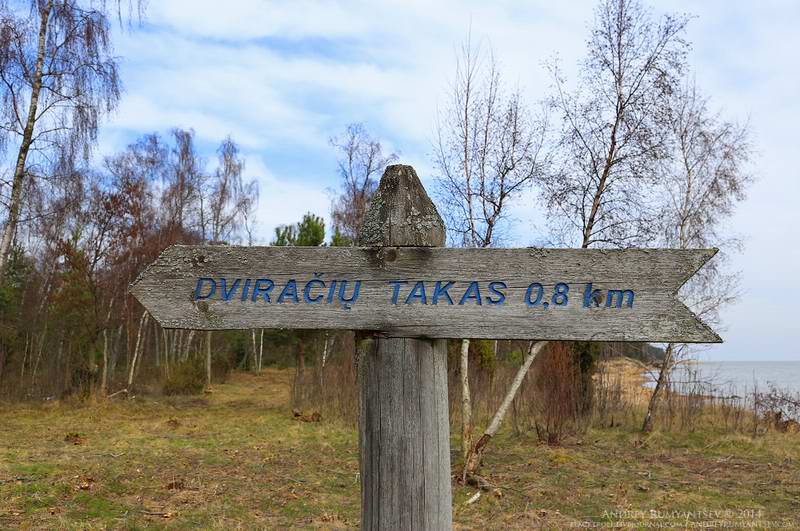 DVIRAČIŲ TAKAS 0,8 km
ANDREY RUMYANTSEV © 2014